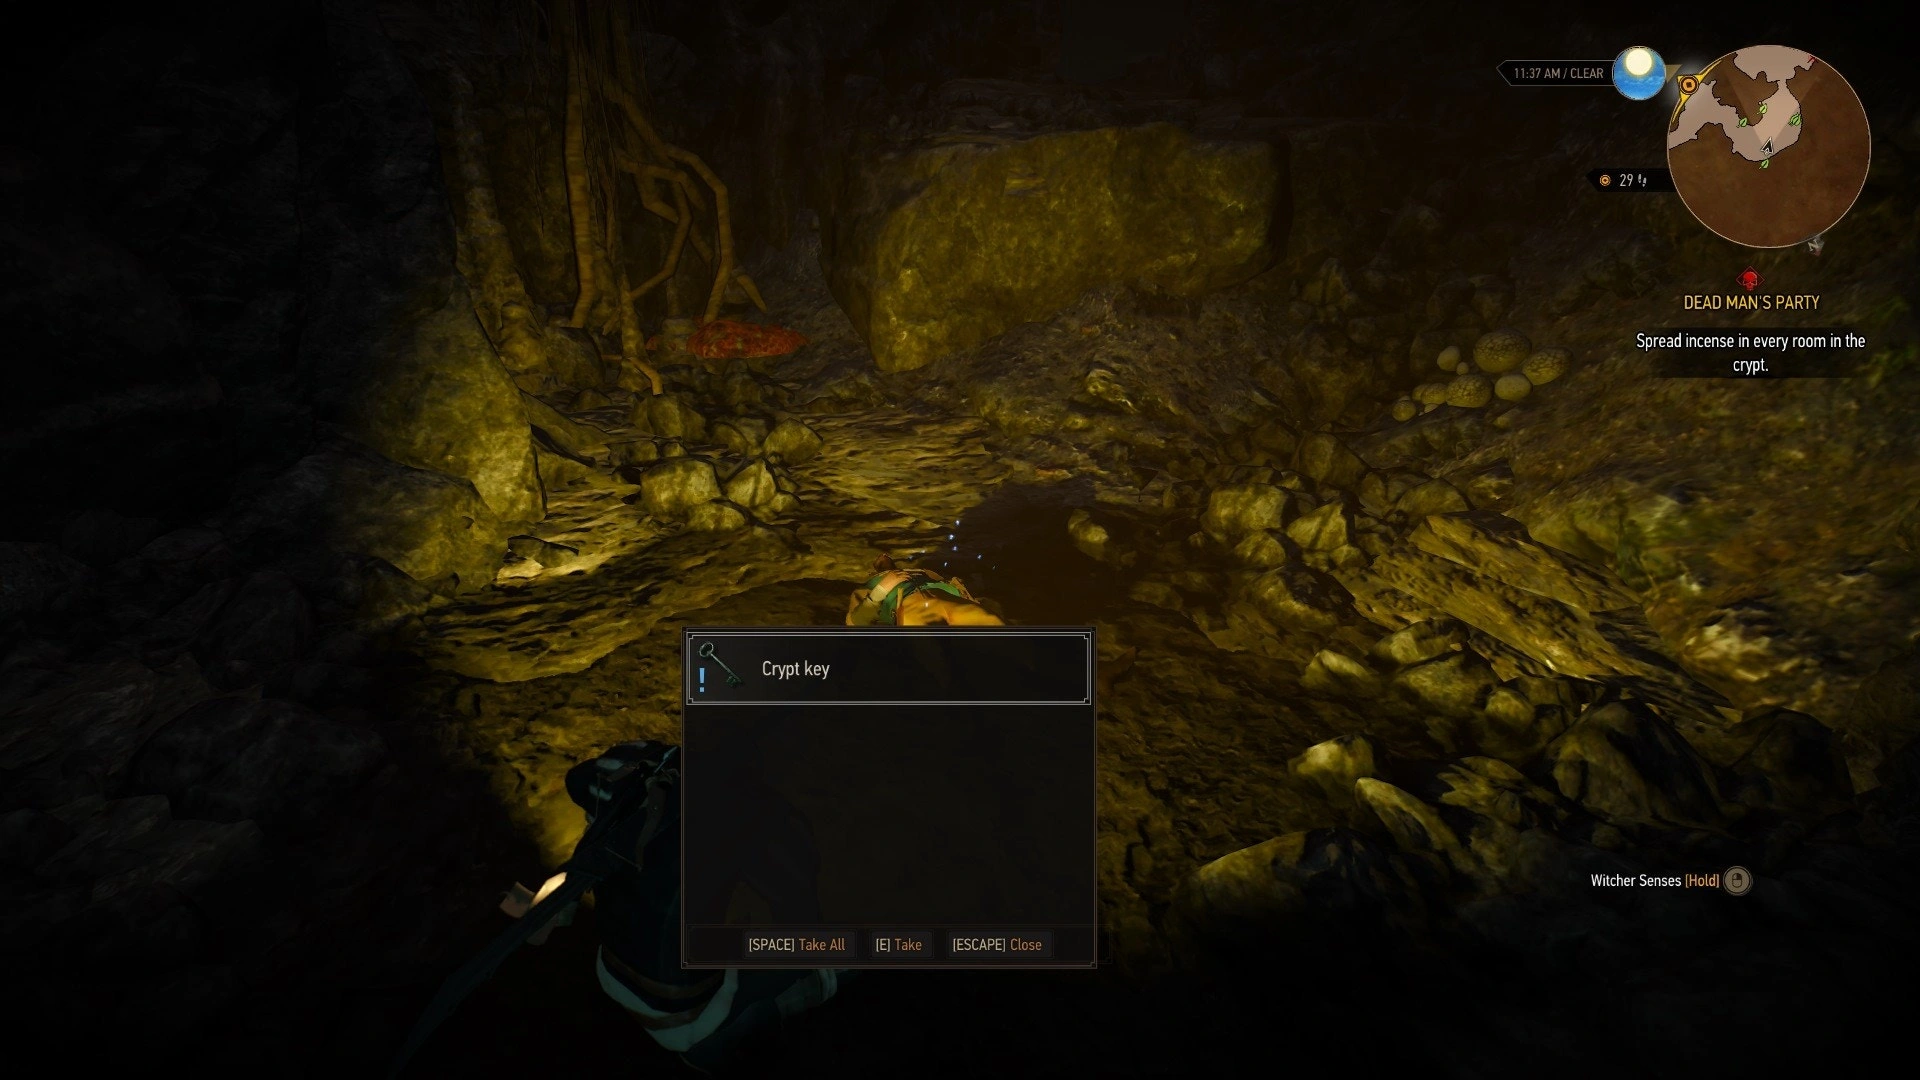 11:37 AM / CLEAR
29
DEAD MAN'S PARTY
Spread incense in every room in the
crypt.
Crypt key
Witcher Senses [Hold]
[SPACE] Take All [E] Take [ESCAPE] Close